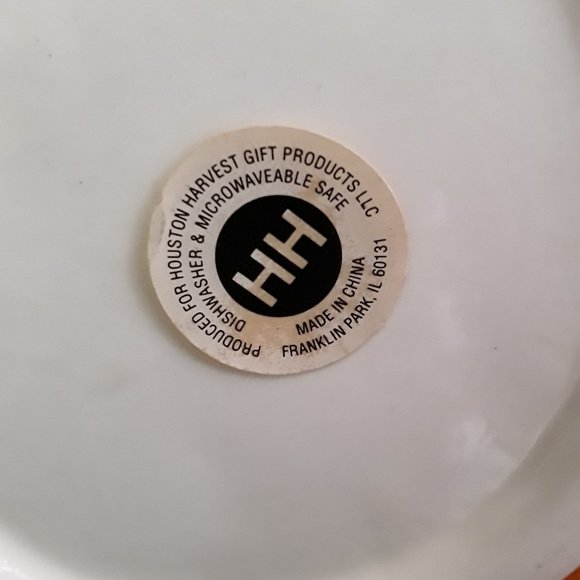 PRODUCED FOR HOUSTON HARVEST GIFT PRODUCTS LLC
DISHWASHER & MICROWAVEABLE SAFE
HH
MADE IN CHINA
FRANKLIN PARK, IL 60131